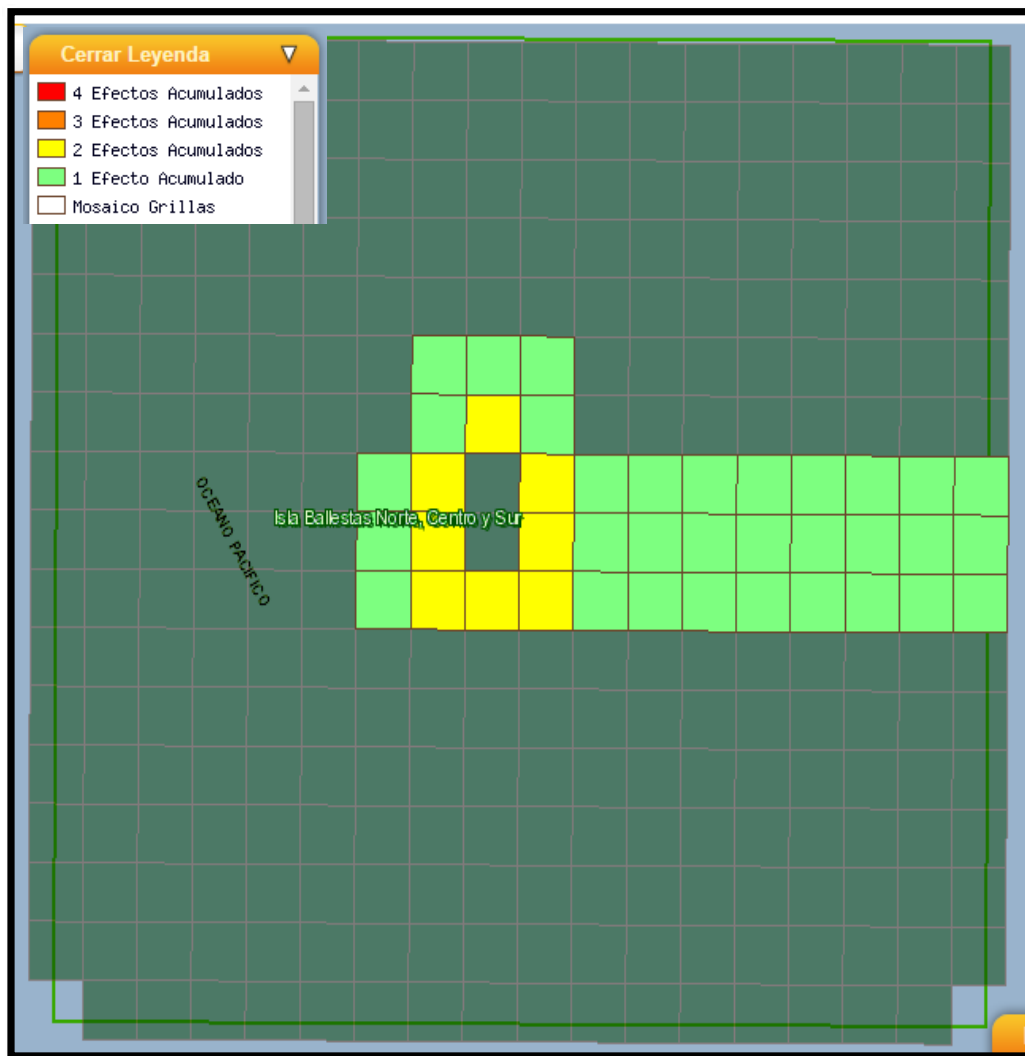 Cerrar Leyenda
4 Efectos Acumulados
3 Efectos Acumulados
2 Efectos Acumulados
1 Efecto Acumulado
Mosaico Grillas
OCEANO PACIFICO
Isla Ballestas Norte, Centro y Sur